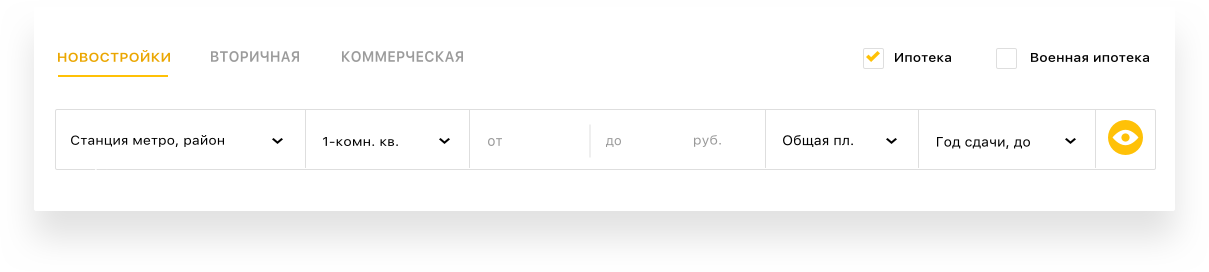 НОВОСТРОЙКИ ВТОРИЧНАЯ КОММЕРЧЕСКАЯ Ипотека Военная ипотека
Станция метро, район 1-комн. кв. от до руб. Общая пл. Год сдачи, до